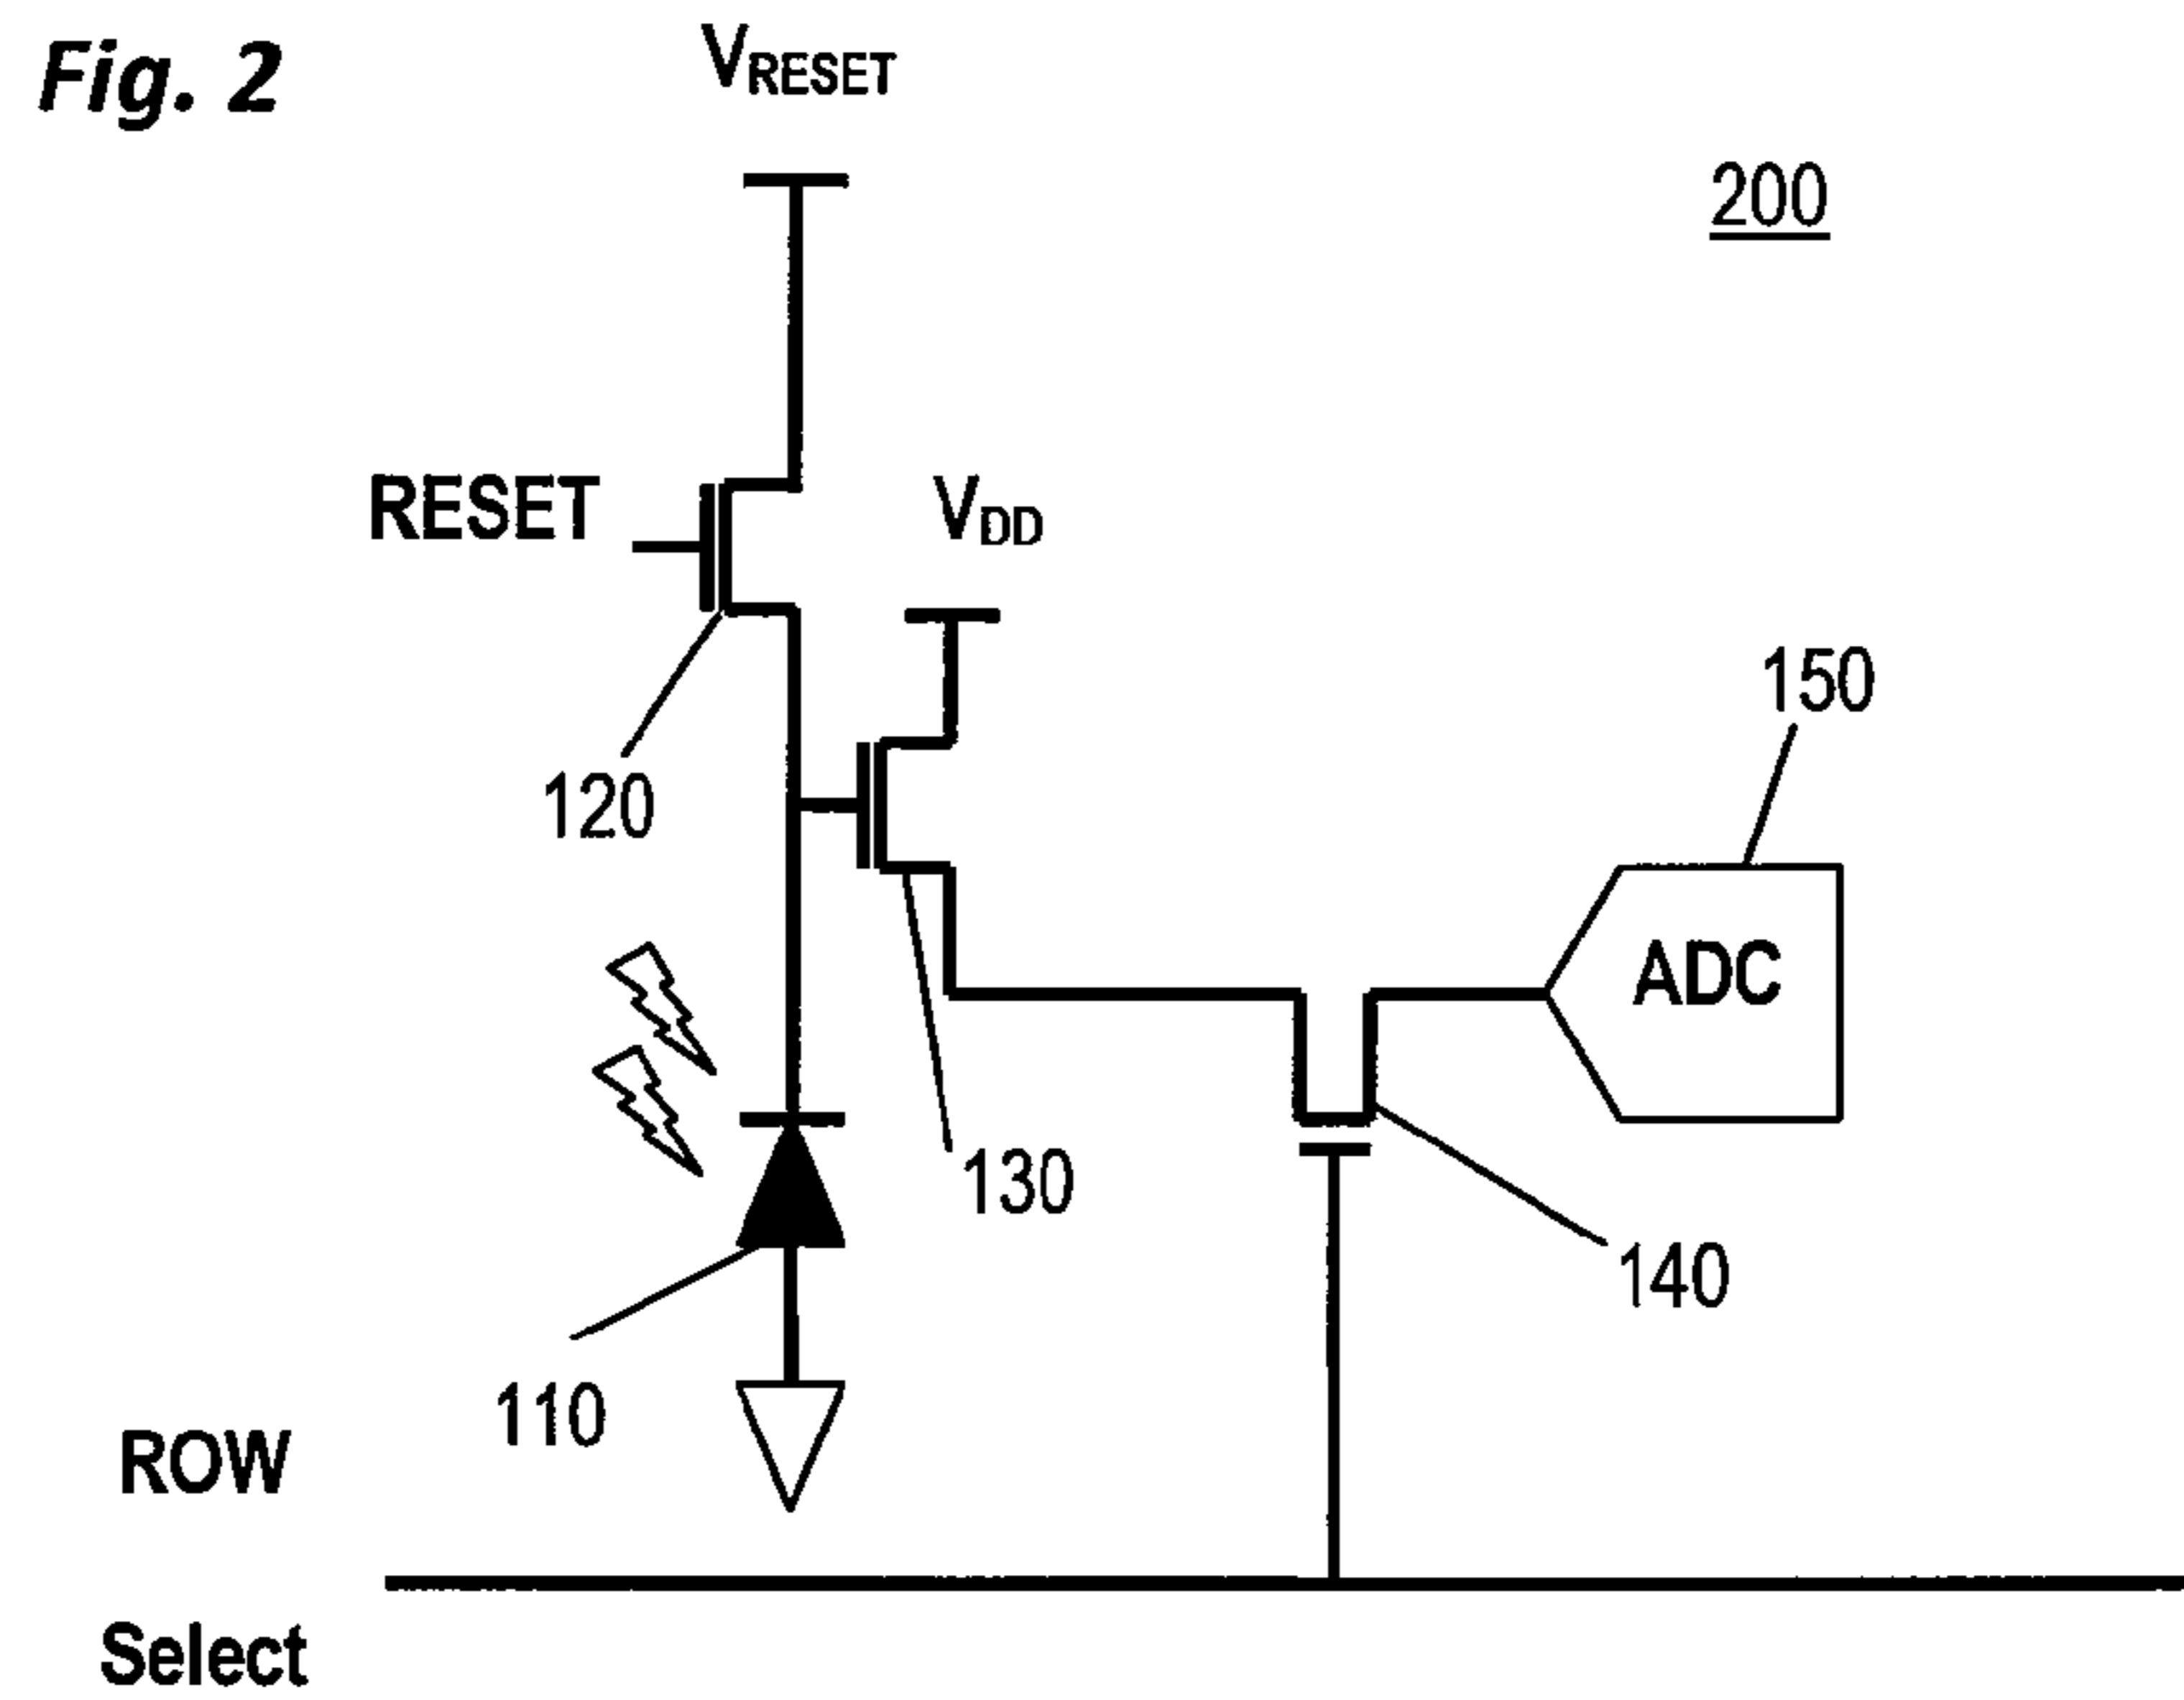 Fig. 2
VRESET
200
RESET
VDD
150
120
ADC
130
140
110
ROW
Select